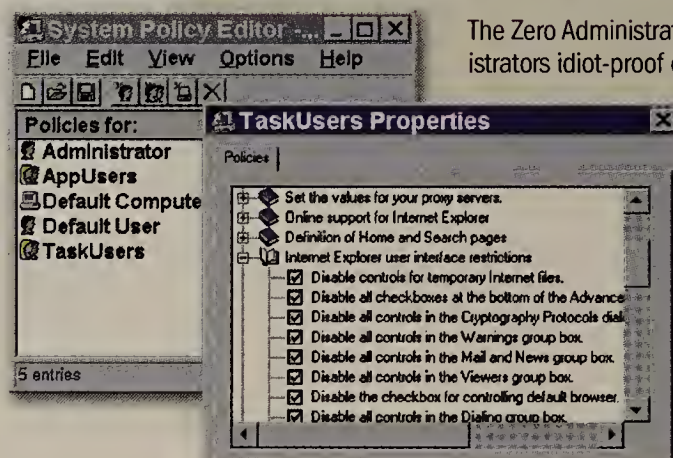 System Policy Editor -...
File Edit View Options Help
Policies for:
Administrator
AppUsers
Default Compute
Default User
TaskUsers
5 entries
The Zero Administrat
istrators idiot-proof
TaskUsers Properties
Policies
Set the values for your proxy servers.
Online support for Internet Explorer
Definition of Home and Search pages
Internet Explorer user interface restrictions
Disable controls for temporary Internet files.
Disable all checkboxes at the bottom of the Advance
Disable all controls in the Cryptography Protocols dial
Disable all controls in the Warnings group box.
Disable all controls in the Mail and News group box.
Disable all controls in the Viewers group box.
Disable the checkbox for controlling default browser.
Disable all controls in the Dialing group box.